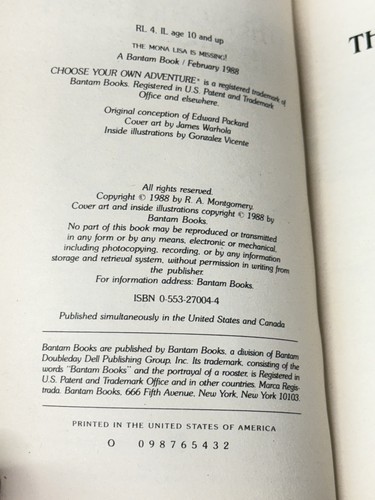 RL 4, IL age 10 and up
THE MONA LISA IS MISSING!
A Bantam Book / February 1988
CHOOSE YOUR OWN ADVENTURE® is a registered trademark of
Bantam Books. Registered in U.S. Patent and Trademark
Office and elsewhere.
Original conception of Edward Packard
Cover art by James Warhola
Inside illustrations by Gonzalez Vicente
All rights reserved.
Copyright © 1988 by R. A. Montgomery.
Cover art and inside illustrations copyright © 1988 by
Bantam Books.
No part of this book may be reproduced or transmitted
in any form or by any means, electronic or mechanical,
including photocopying, recording, or by any information
storage and retrieval system, without permission in writing from
the publisher.
For information address: Bantam Books.
ISBN 0-553-27004-4
Published simultaneously in the United States and Canada
Bantam Books are published by Bantam Books, a division of Bantam
Doubleday Dell Publishing Group, Inc. Its trademark, consisting of the
words "Bantam Books" and the portrayal of a rooster, is Registered in
U.S. Patent and Trademark Office and in other countries. Marca Regis-
trada. Bantam Books, 666 Fifth Avenue, New York, New York 10103.
PRINTED IN THE UNITED STATES OF AMERICA
O 0 9 8 7 6 5 4 3 2
TH